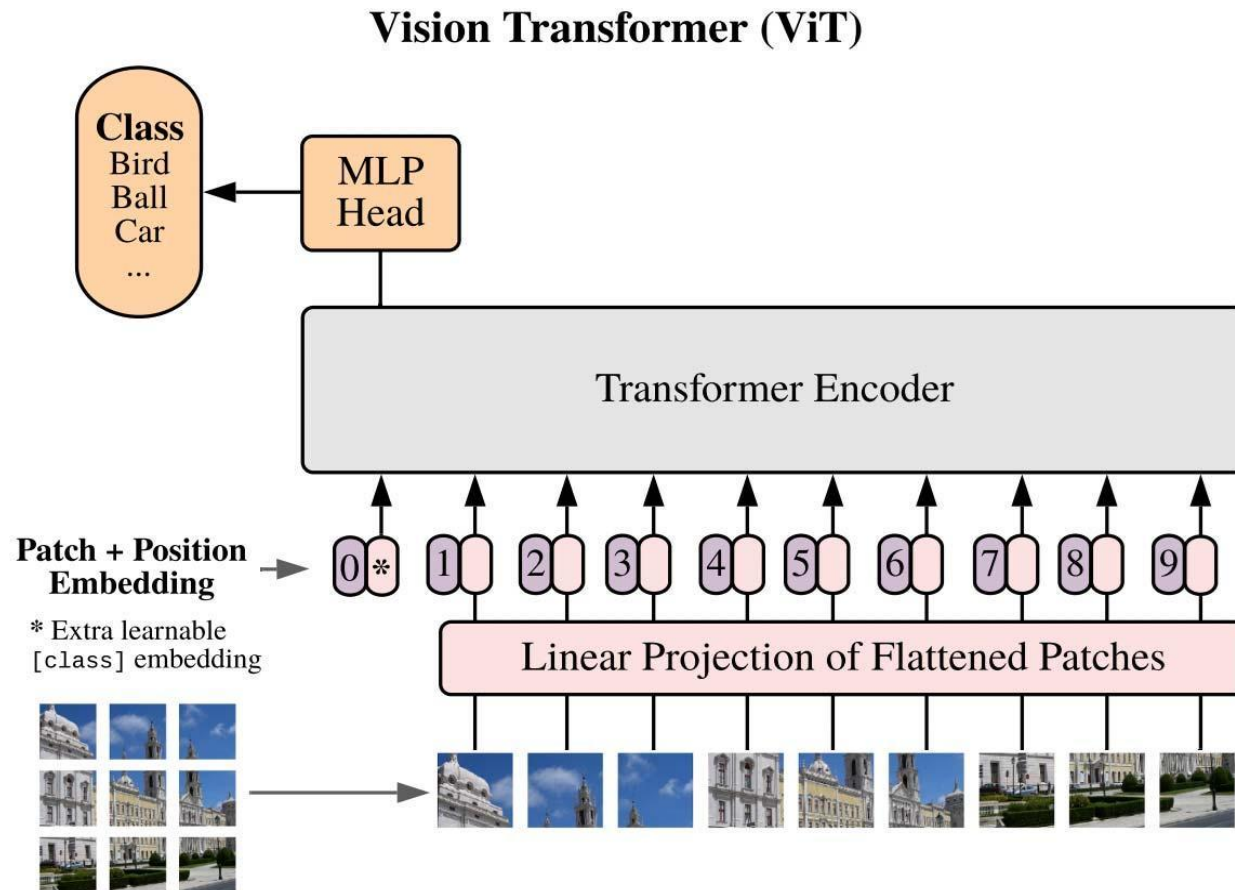 Vision Transformer (ViT)
Class
Bird
Ball
Car
...
MLP
Head
Transformer Encoder
Patch + Position
Embedding
0 * 1 2 3 4 5 6 7 8 9
* Extra learnable
[class] embedding
Linear Projection of Flattened Patches